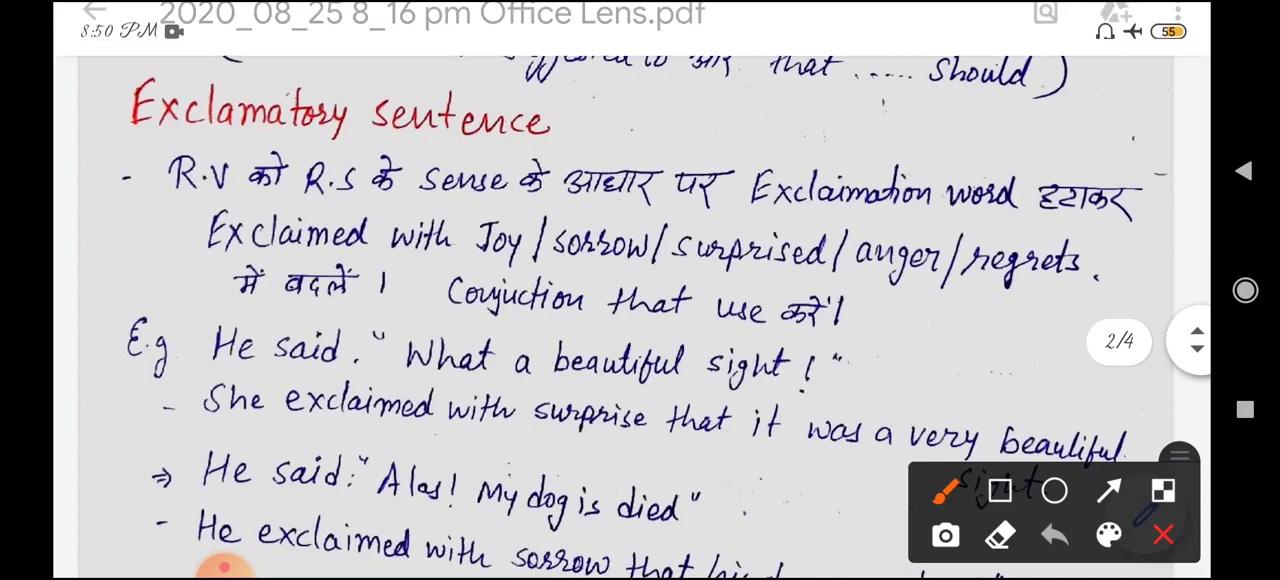 2020_08_25 8_16 pm Office Lens.pdf
8:50 PM
55
और that ..... should)
Exclamatory sentence
- R.V को R.S के sense के आधार पर Exclaimation word हटाकर
Exclaimed with Joy/sorrow/surprised/anger/regrets.
में बदलें । Conjuction that use करें।
E.g He said. "What a beautiful sight!"
- She exclaimed with surprise that it was a very beautiful
sight
⇒ He said: "Alas! My dog is died"
- He exclaimed with sorrow that
2/4